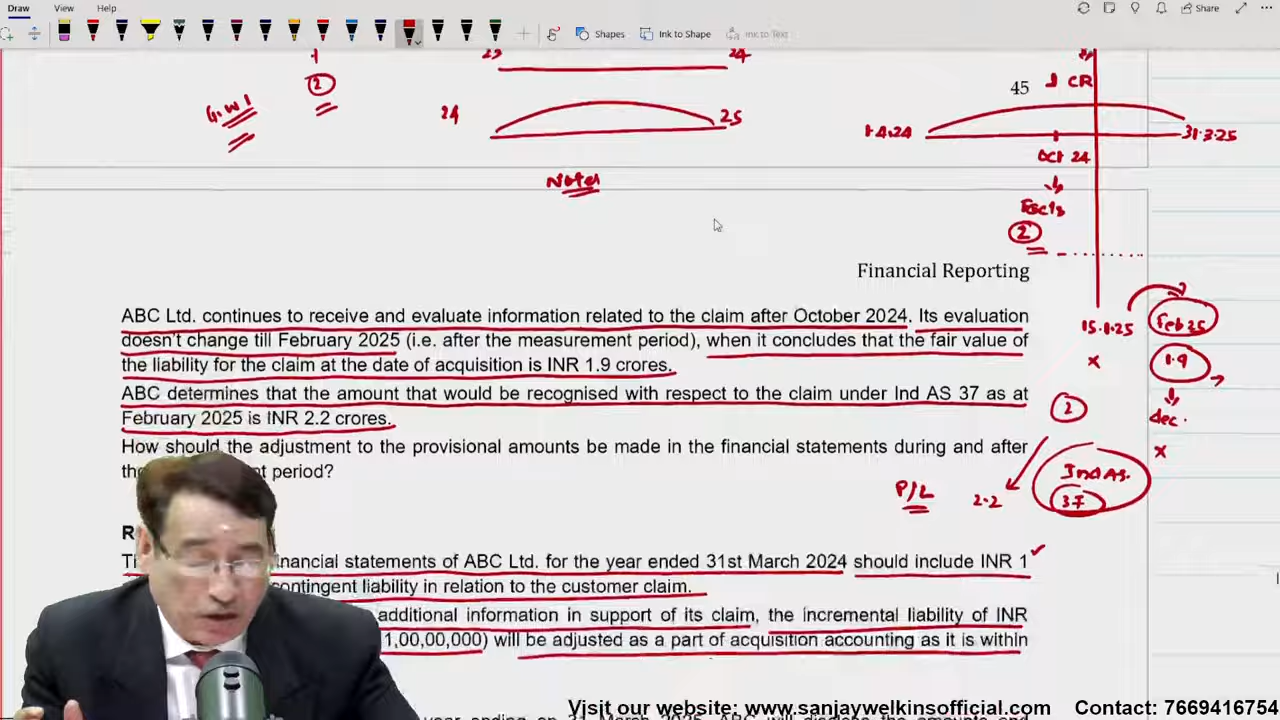 Draw View Help Share
Shapes Ink to Shape Ink to Text
23 24 45 1 CR
2
G.W↑ 24 25 1.4.24 31.3.25
Oct 24
Notes
Facts
2
Financial Reporting
ABC Ltd. continues to receive and evaluate information related to the claim after October 2024. Its evaluation
doesn't change till February 2025 (i.e. after the measurement period), when it concludes that the fair value of
the liability for the claim at the date of acquisition is INR 1.9 crores.
15.1.25 Feb 25
x 1.9
ABC determines that the amount that would be recognised with respect to the claim under Ind AS 37 as at
February 2025 is INR 2.2 crores.
2 dec.
x
How should the adjustment to the provisional amounts be made in the financial statements during and after
ent period?
Ind AS.
P/L 2.2 37
R
nancial statements of ABC Ltd. for the year ended 31st March 2024 should include INR 1
contingent liability in relation to the customer claim.
additional information in support of its claim, the incremental liability of INR
1,00,00,000) will be adjusted as a part of acquisition accounting as it is within
Visit our website: www.sanjaywelkinsofficial.com Contact: 7669416754